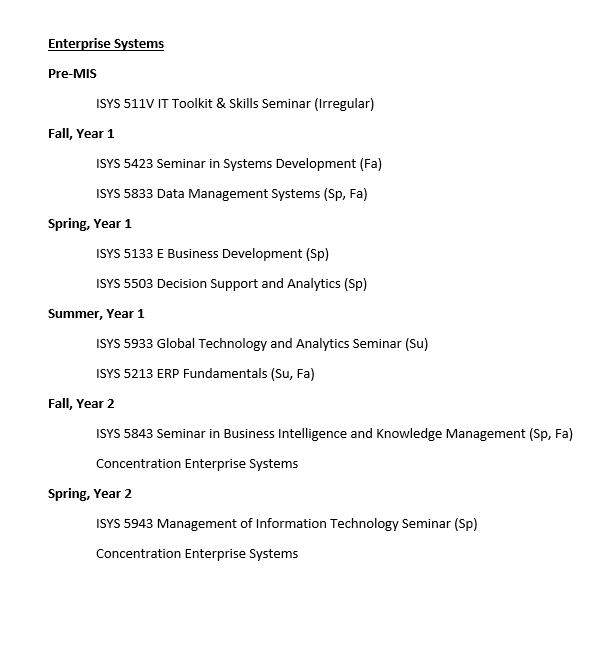 Enterprise Systems
Pre-MIS
ISYS 511V IT Toolkit & Skills Seminar (Irregular)
Fall, Year 1
ISYS 5423 Seminar in Systems Development (Fa)
ISYS 5833 Data Management Systems (Sp, Fa)
Spring, Year 1
ISYS 5133 E Business Development (Sp)
ISYS 5503 Decision Support and Analytics (Sp)
Summer, Year 1
ISYS 5933 Global Technology and Analytics Seminar (Su)
ISYS 5213 ERP Fundamentals (Su, Fa)
Fall, Year 2
ISYS 5843 Seminar in Business Intelligence and Knowledge Management (Sp, Fa)
Concentration Enterprise Systems
Spring, Year 2
ISYS 5943 Management of Information Technology Seminar (Sp)
Concentration Enterprise Systems